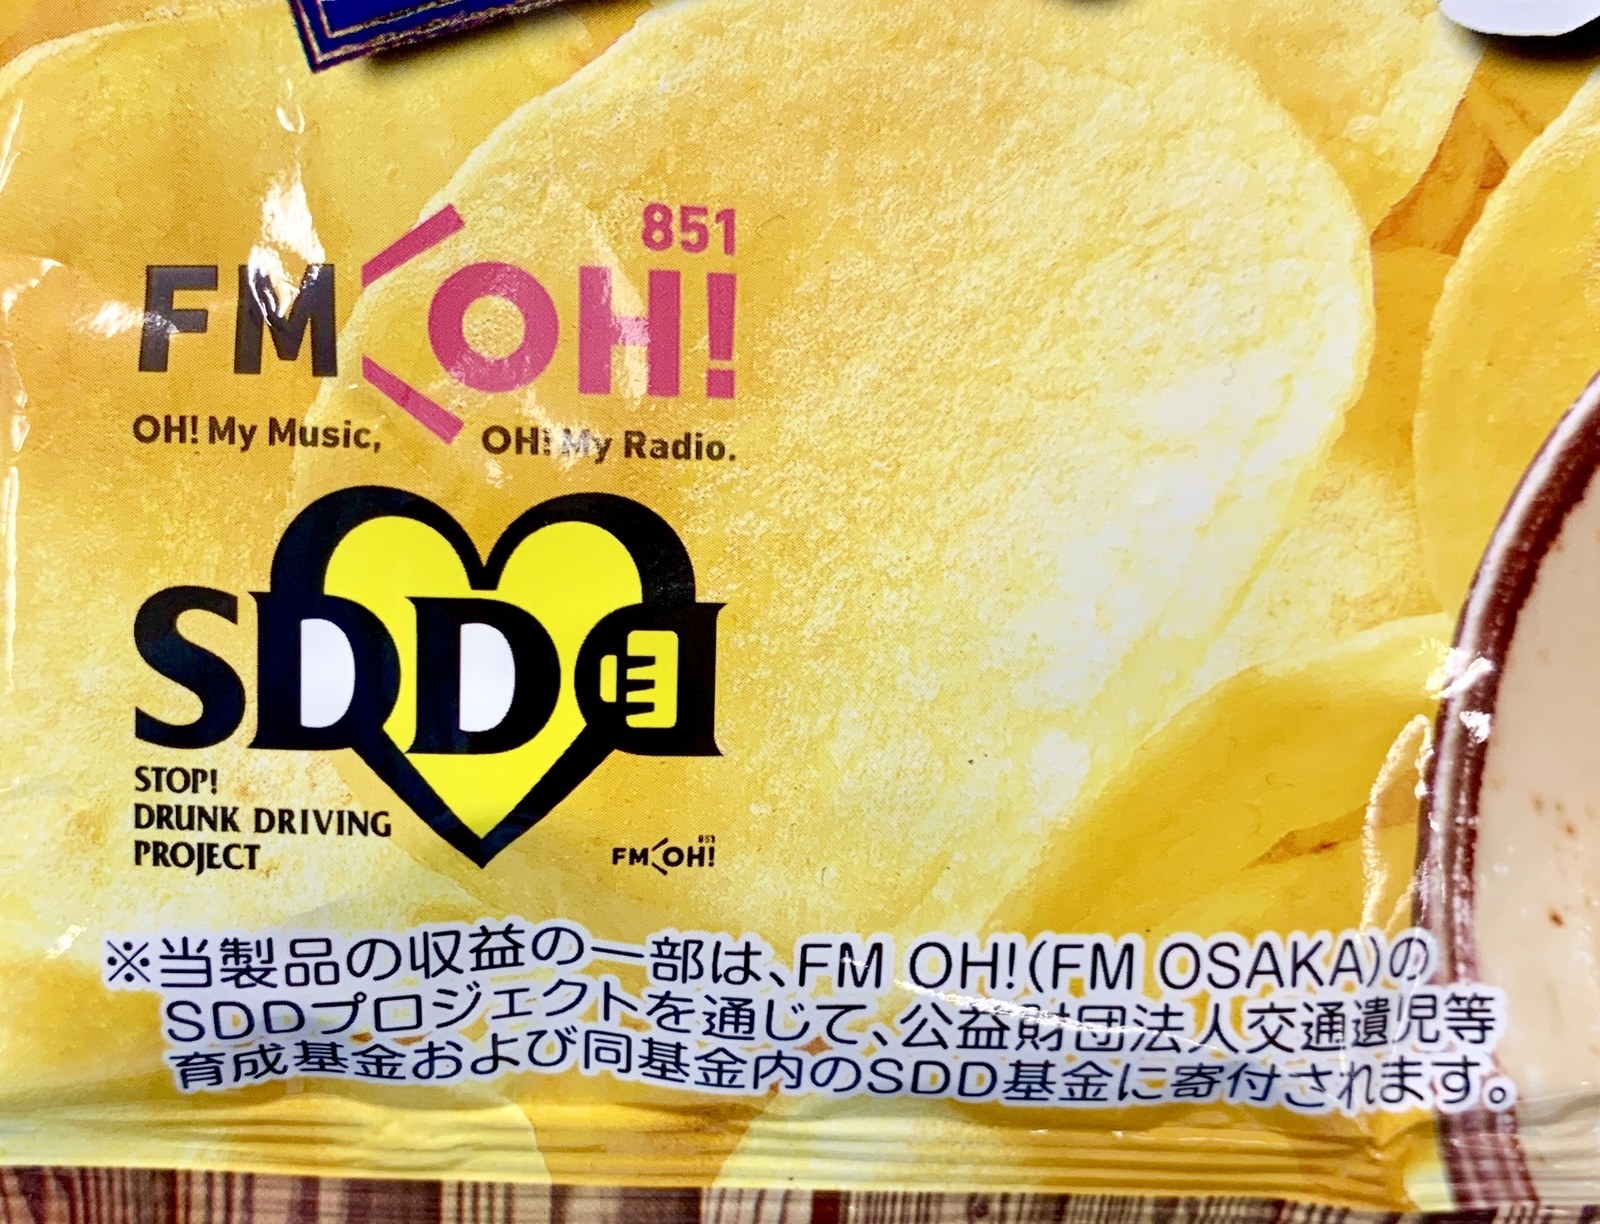 851
FM OH!
OH! My Music, OH! My Radio.
SDD
STOP!
DRUNK DRIVING
PROJECT
FM OH! 851
※当製品の収益の一部は、FM OH!(FM OSAKA)の
SDDプロジェクトを通じて、公益財団法人交通遺児等
育成基金および同基金内のSDD基金に寄付されます。